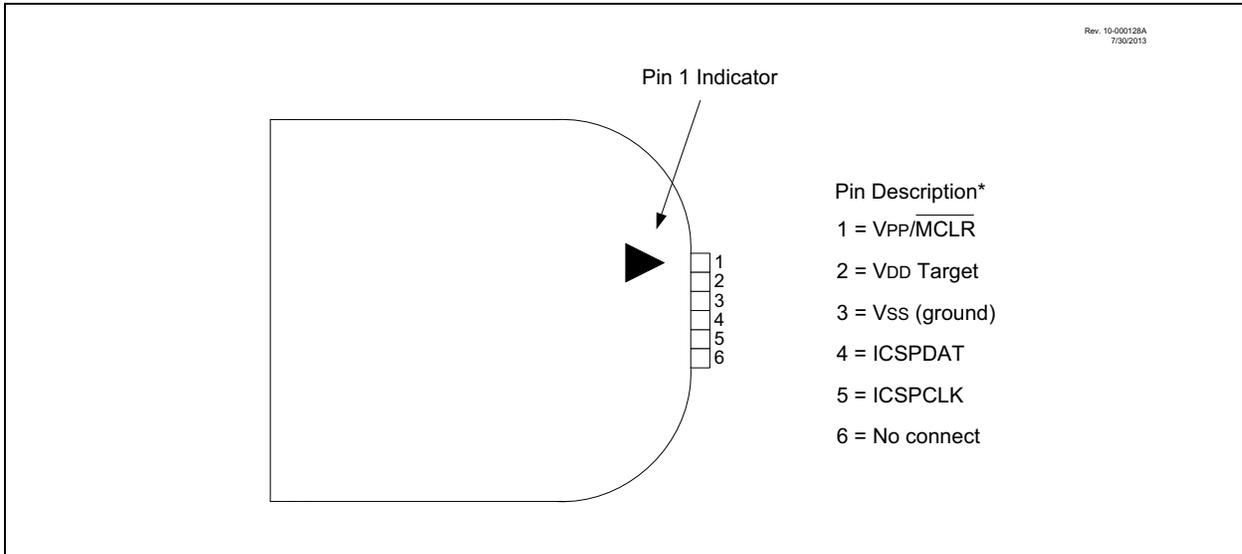 Rev. 10-000128A
7/30/2013
Pin 1 Indicator
1
2
3
4
5
6
Pin Description*
1 = VPP/MCLR
2 = VDD Target
3 = VSS (ground)
4 = ICSPDAT
5 = ICSPCLK
6 = No connect